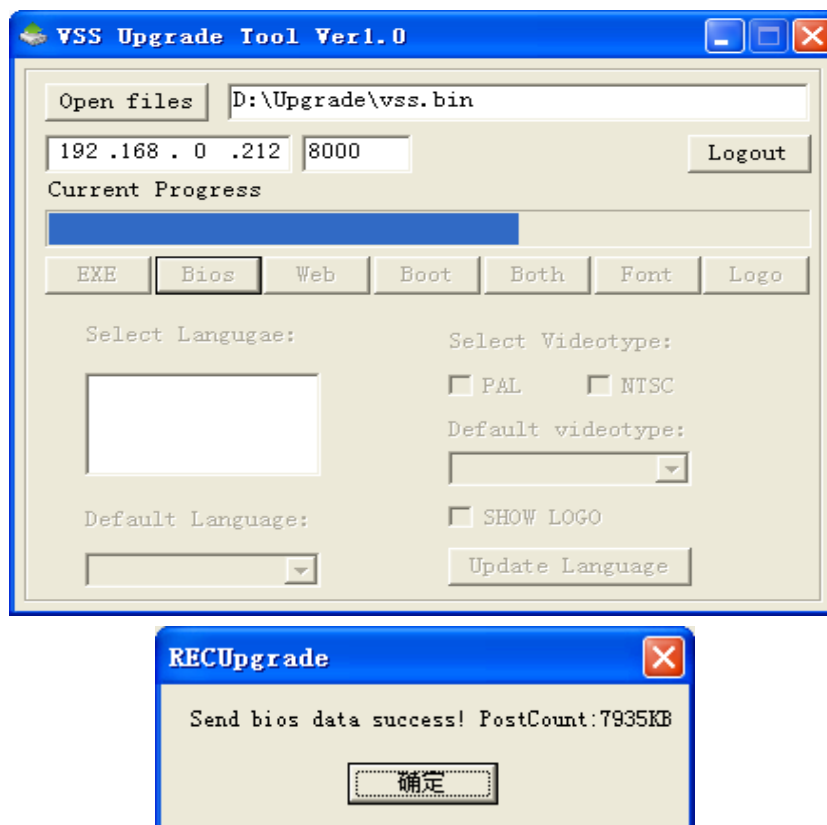 VSS Upgrade Tool Ver1.0
Open files D:\Upgrade\vss.bin
192 .168 . 0 .212 8000 Logout
Current Progress
EXE Bios Web Boot Both Font Logo
Select Langugae:
Select Videotype:
PAL NTSC
Default videotype:
Default Language:
SHOW LOGO
Update Language
RECUpgrade
Send bios data success! PostCount:7935KB
确定